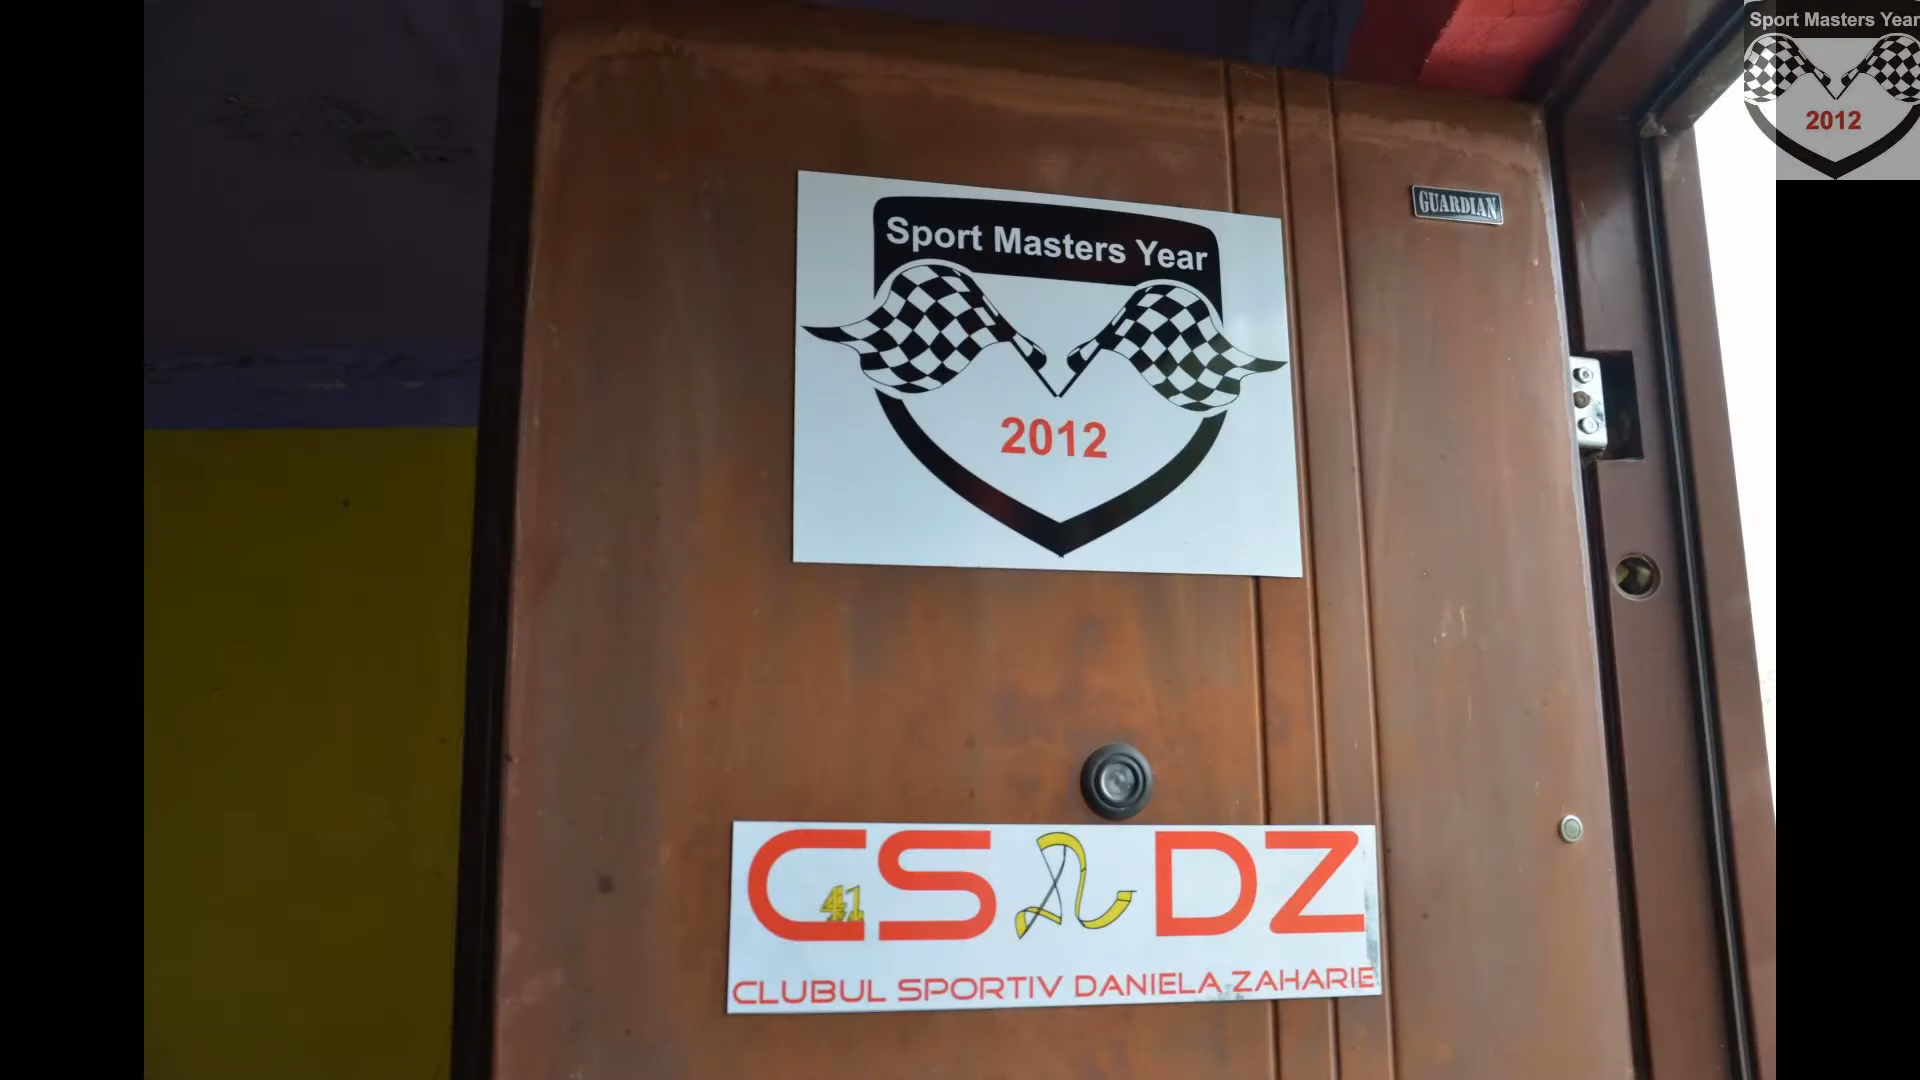 Sport Masters Year
2012
GUARDIAN
Sport Masters Year
2012
CS DZ
41
CLUBUL SPORTIV DANIELA ZAHARIE